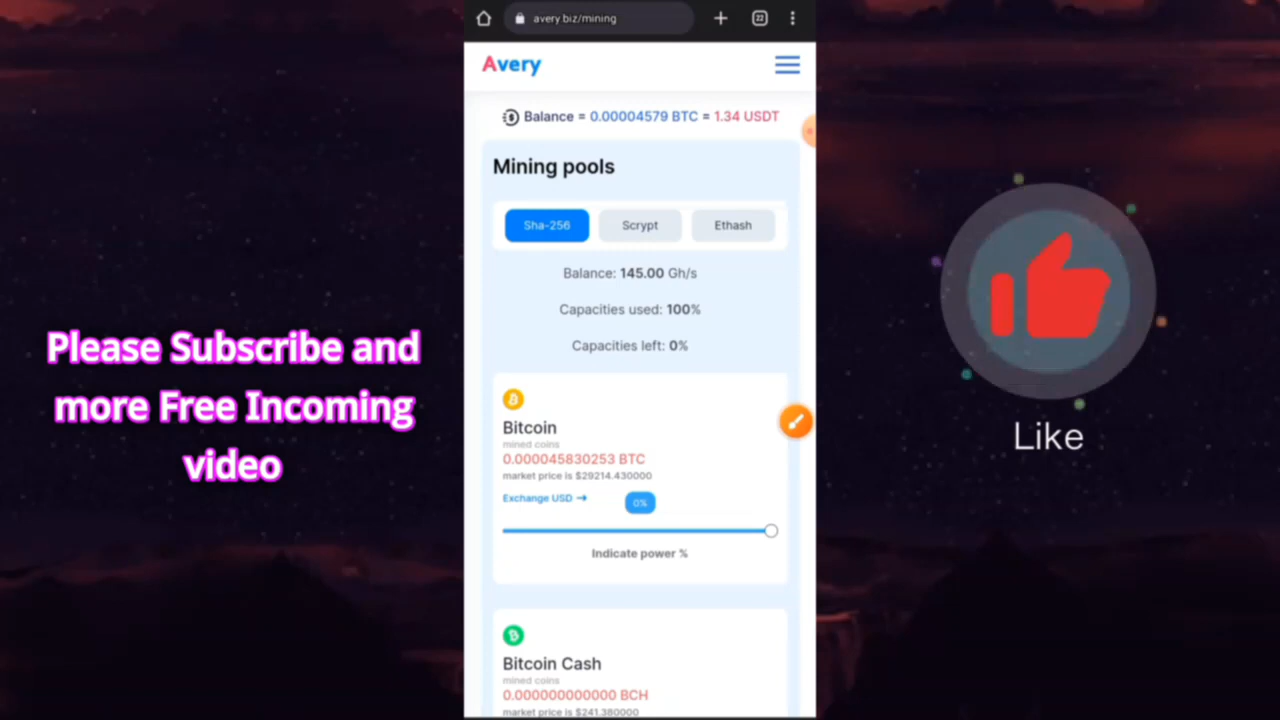 avery.biz/mining
22
Avery
Balance = 0.00004579 BTC = 1.34 USDT
Mining pools
Sha-256 Scrypt Ethash
Balance: 145.00 Gh/s
Capacities used: 100%
Capacities left: 0%
Bitcoin
mined coins
0.000045830253 BTC
market price is $29214.430000
Exchange USD →
0%
Indicate power %
Bitcoin Cash
mined coins
0.000000000000 BCH
market price is $241.380000
Please Subscribe and
more Free Incoming
video
Like